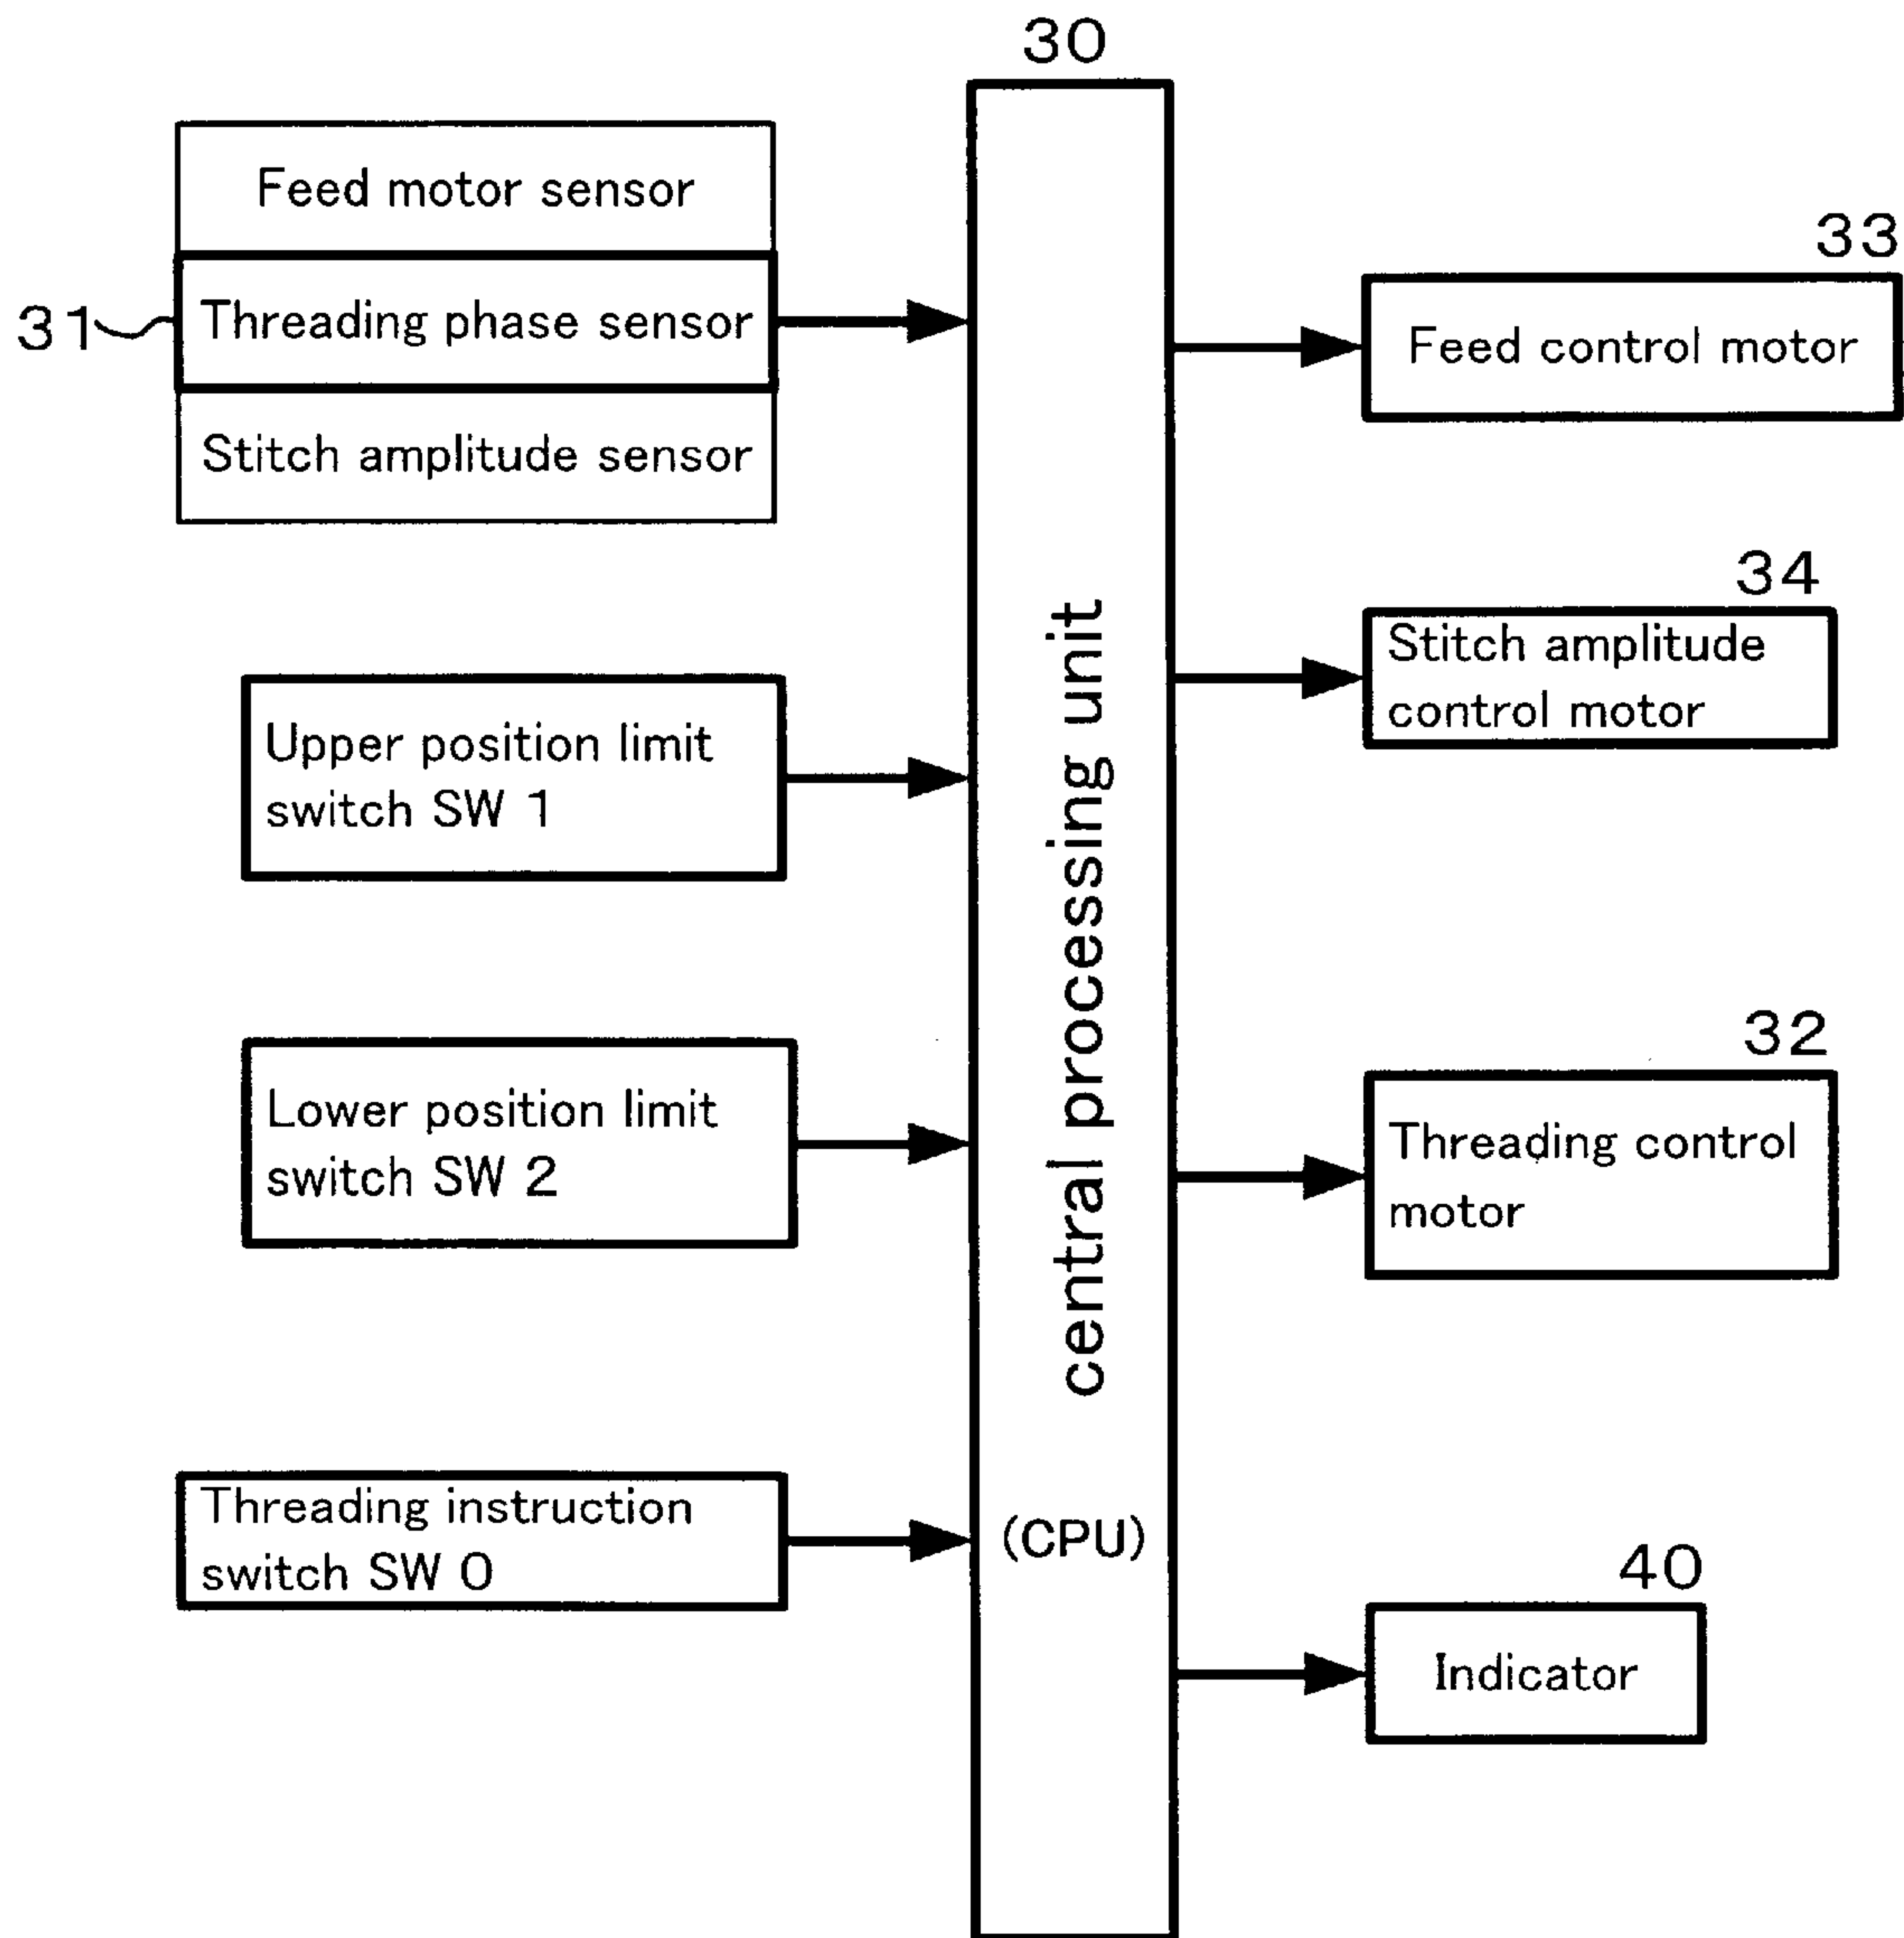 30
Feed motor sensor
31
Threading phase sensor
Stitch amplitude sensor
Upper position limit
switch SW 1
Lower position limit
switch SW 2
Threading instruction
switch SW 0
central processing unit
(CPU)
33
Feed control motor
34
Stitch amplitude
control motor
32
Threading control
motor
40
Indicator